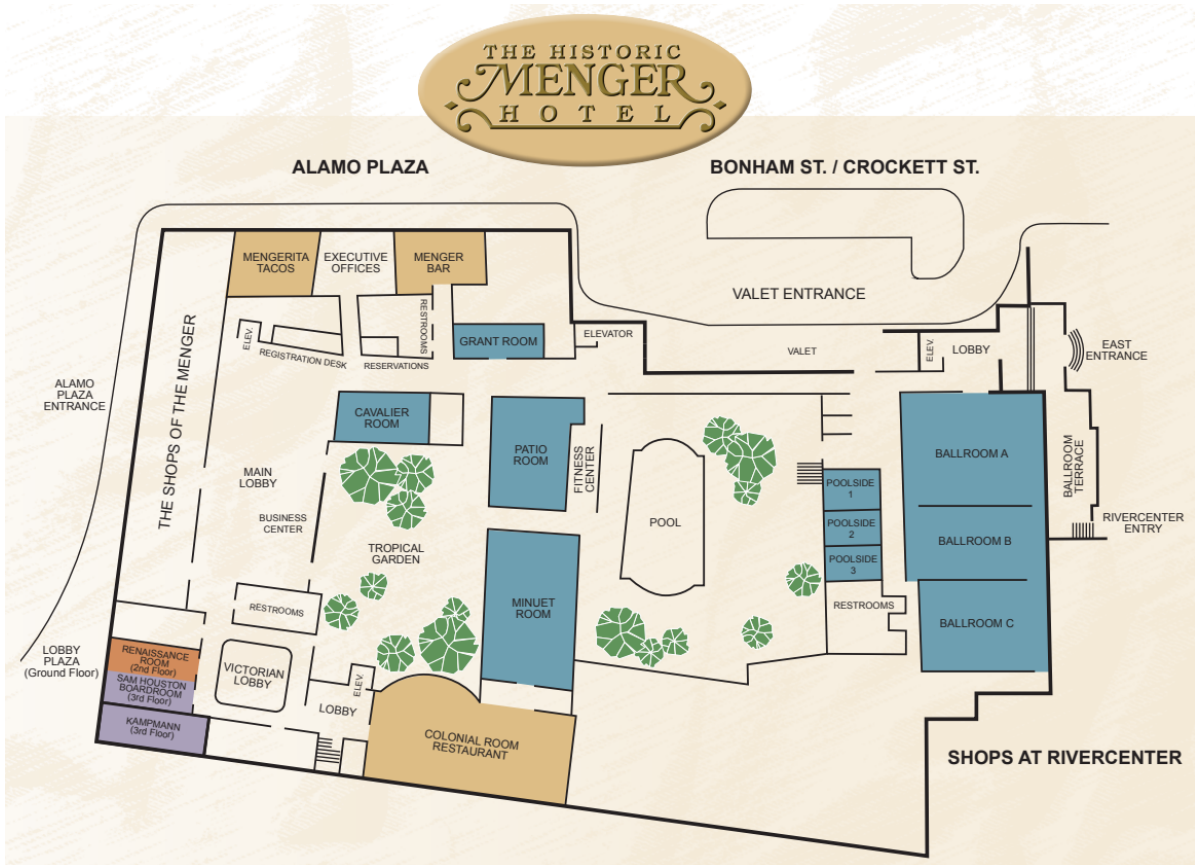 THE HISTORIC
MENGER
HOTEL
ALAMO PLAZA
BONHAM ST. / CROCKETT ST.
MENGERITA
TACOS
EXECUTIVE
OFFICES
MENGER
BAR
VALET ENTRANCE
RESTROOMS
ELEV.
REGISTRATION DESK
RESERVATIONS
GRANT ROOM
ELEVATOR
VALET
ELEV.
LOBBY
EAST
ENTRANCE
ALAMO
PLAZA
ENTRANCE
THE SHOPS OF THE MENGER
CAVALIER
ROOM
PATIO
ROOM
FITNESS
CENTER
MAIN
LOBBY
BUSINESS
CENTER
TROPICAL
GARDEN
POOL
POOLSIDE
1
POOLSIDE
2
POOLSIDE
3
BALLROOM A
BALLROOM B
BALLROOM C
BALLROOM
TERRACE
RIVERCENTER
ENTRY
RESTROOMS
MINUET
ROOM
RESTROOMS
LOBBY
PLAZA
(Ground Floor)
RENAISSANCE
ROOM
(2nd Floor)
SAM HOUSTON
BOARDROOM
(3rd Floor)
KAMPMANN
(3rd Floor)
VICTORIAN
LOBBY
ELEV.
LOBBY
COLONIAL ROOM
RESTAURANT
SHOPS AT RIVERCENTER